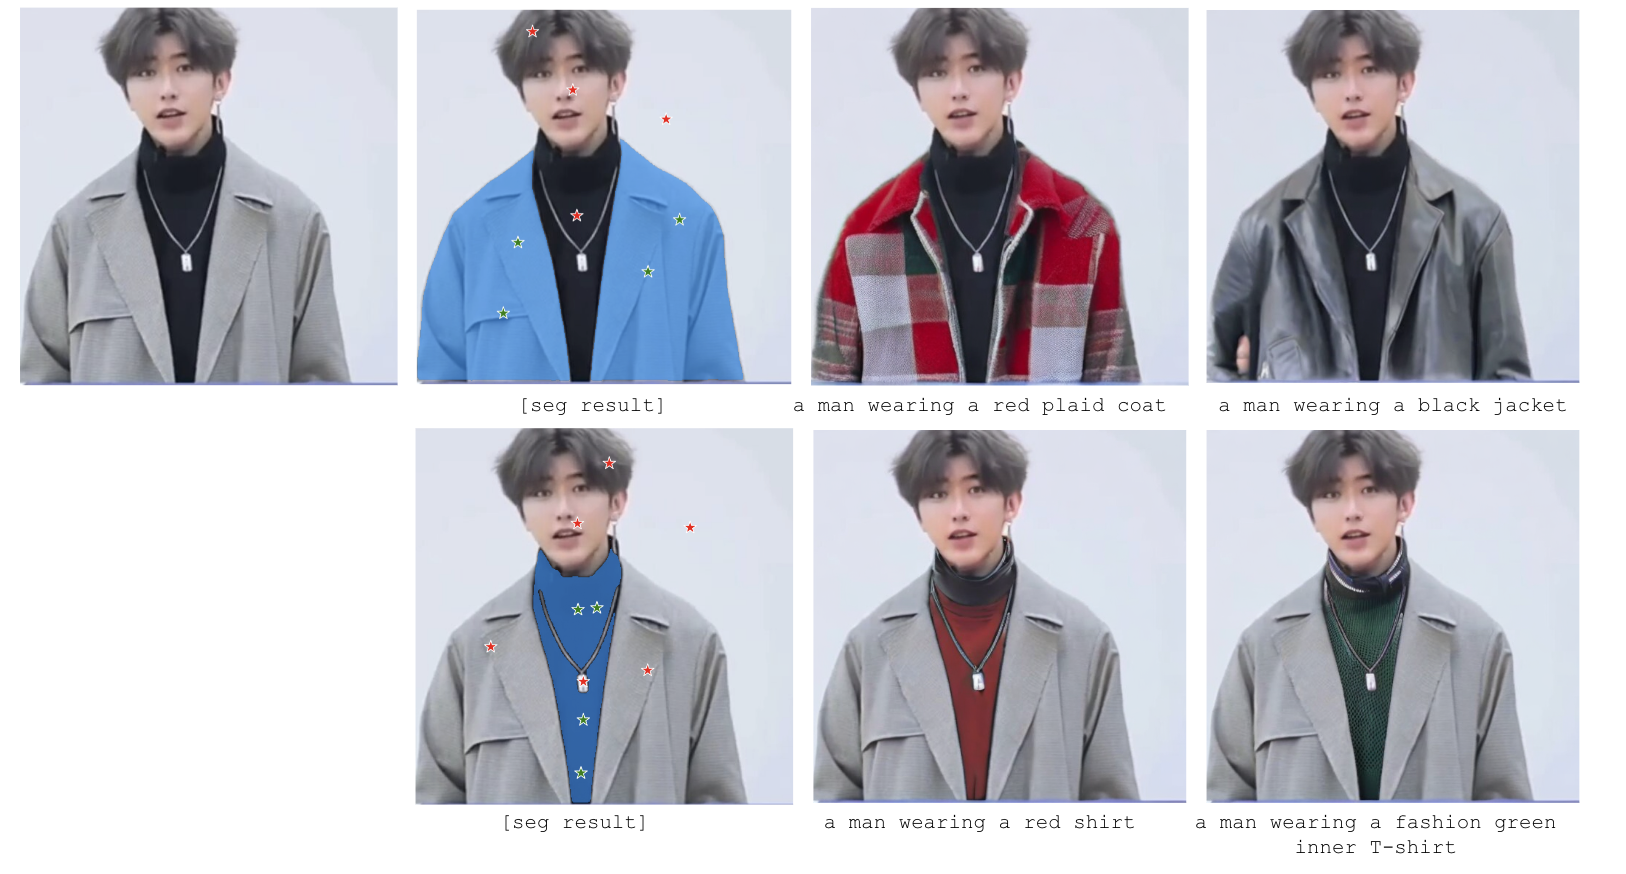 [seg result]
a man wearing a red plaid coat
a man wearing a black jacket
[seg result]
a man wearing a red shirt
a man wearing a fashion green
inner T-shirt